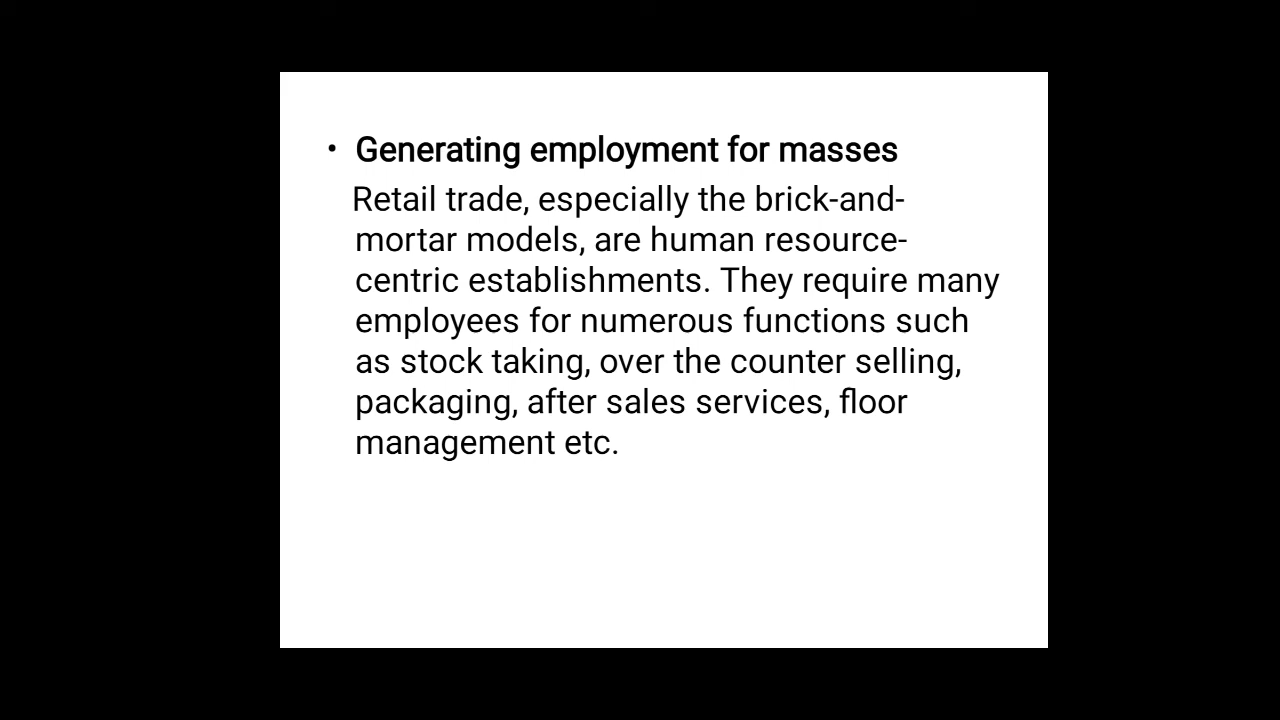 • Generating employment for masses
Retail trade, especially the brick-and-
mortar models, are human resource-
centric establishments. They require many
employees for numerous functions such
as stock taking, over the counter selling,
packaging, after sales services, floor
management etc.